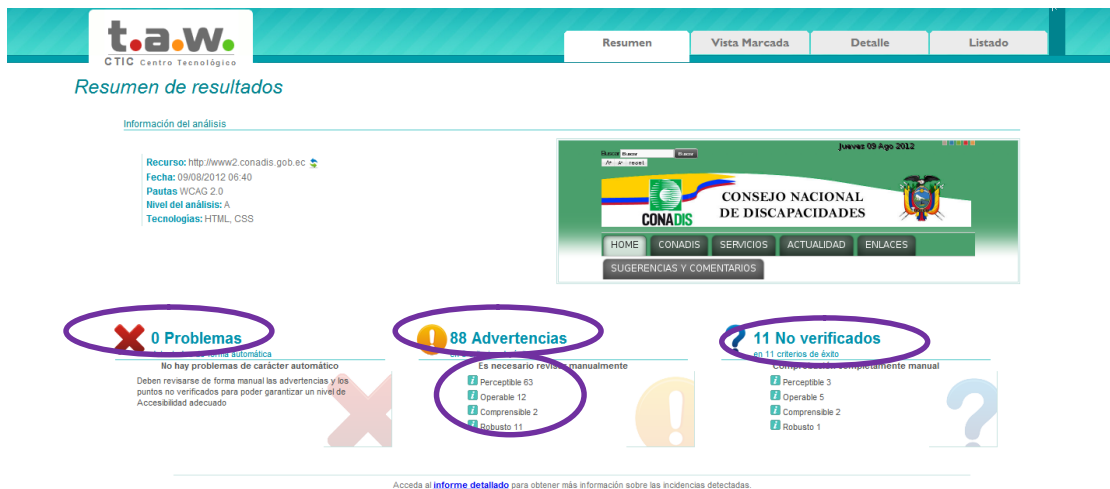 t.a.w.
CTIC Centro Tecnológico
Resumen
Vista Marcada
Detalle
Listado
Resumen de resultados
Información del análisis
Recurso: http://www2.conadis.gob.ec
Fecha: 09/08/2012 06:40
Pautas WCAG 2.0
Nivel del análisis: A
Tecnologías: HTML, CSS
Jueves 09 Ago 2012
Buscar
reset
CONADIS
CONSEJO NACIONAL
DE DISCAPACIDADES
HOME
CONADIS
SERVICIOS
ACTUALIDAD
ENLACES
SUGERENCIAS Y COMENTARIOS
0 Problemas
automática
No hay problemas de carácter automático
Deben revisarse de forma manual las advertencias y los
puntos no verificados para poder garantizar un nivel de
Accesibilidad adecuado
88 Advertencias
Es necesario revisar manualmente
Perceptible 63
Operable 12
Comprensible 2
Robusto 11
11 No verificados
en 11 criterios de éxito
Comprobación completamente manual
Perceptible 3
Operable 5
Comprensible 2
Robusto 1
Acceda al informe detallado para obtener más información sobre las incidencias detectadas.